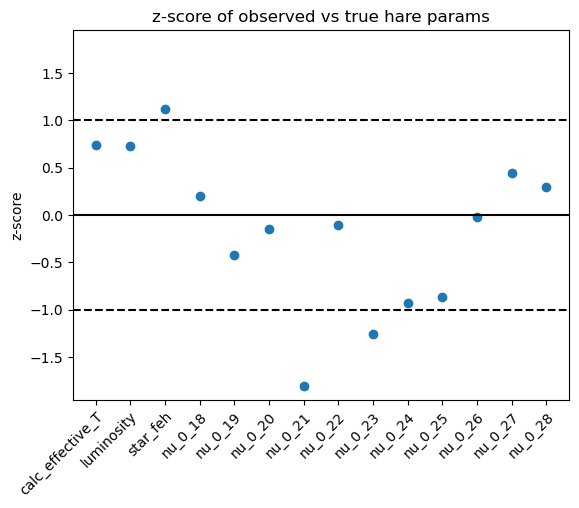 z-score of observed vs true hare params
z-score
1.5
1.0
0.5
0.0
−0.5
−1.0
−1.5
calc_effective_T
luminosity
star_feh
nu_0_18
nu_0_19
nu_0_20
nu_0_21
nu_0_22
nu_0_23
nu_0_24
nu_0_25
nu_0_26
nu_0_27
nu_0_28